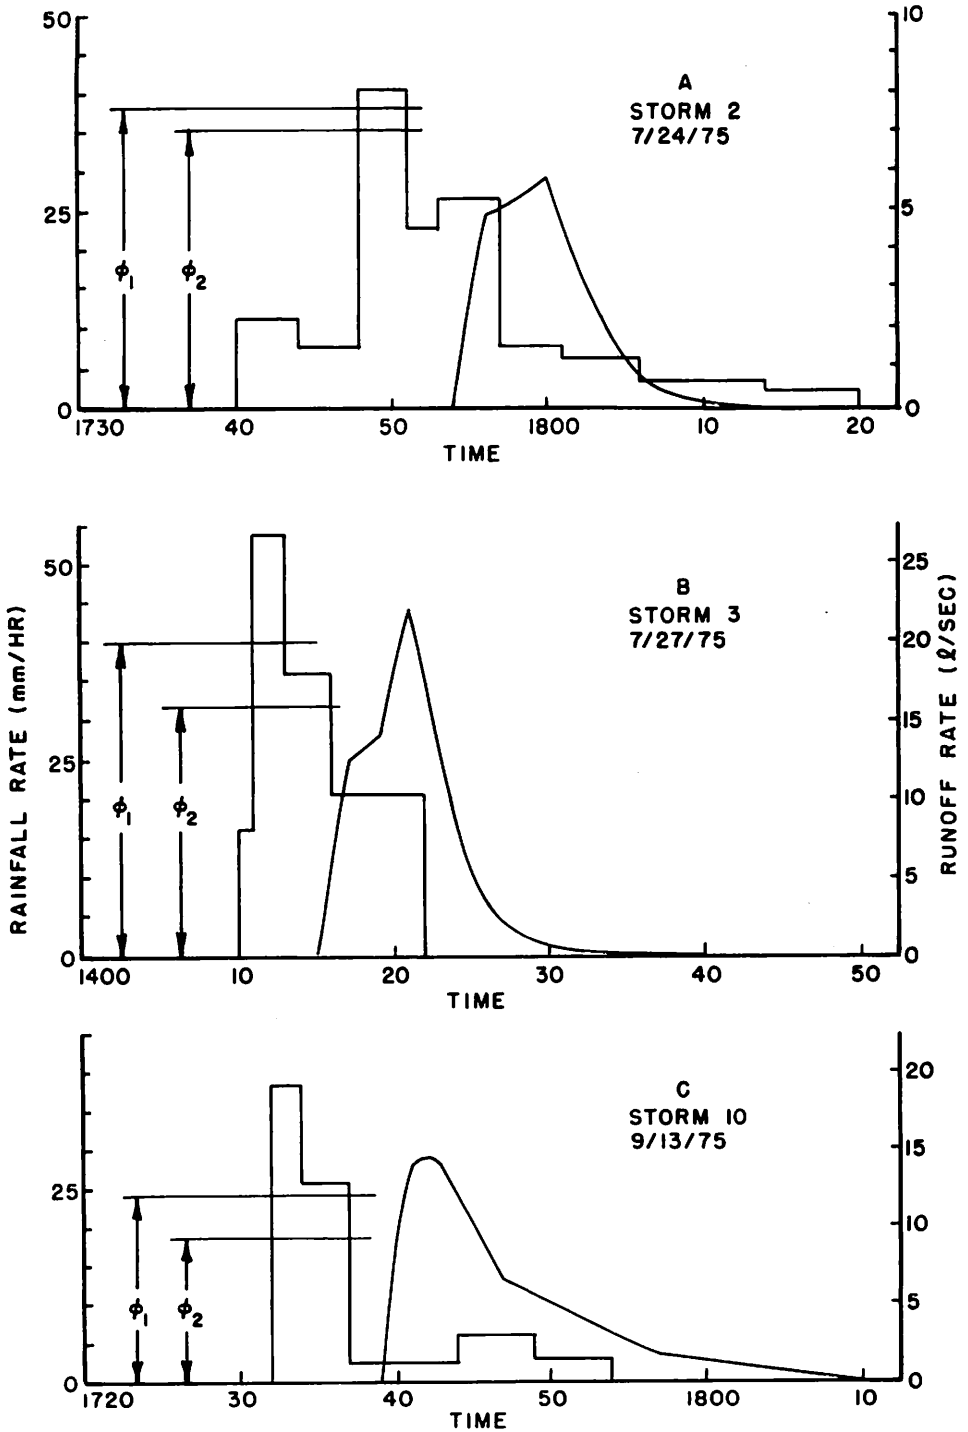 50
10
A
STORM 2
7/24/75
25
5
ϕ1
ϕ2
0
0
1730
40
50
1800
10
20
TIME
50
25
B
STORM 3
7/27/75
20
15
25
ϕ1
ϕ2
10
5
0
0
1400
10
20
30
40
50
TIME
RAINFALL RATE (mm/HR)
RUNOFF RATE (ℓ/SEC)
20
C
STORM 10
9/13/75
15
25
10
ϕ1
ϕ2
5
0
0
1720
30
40
50
1800
10
TIME